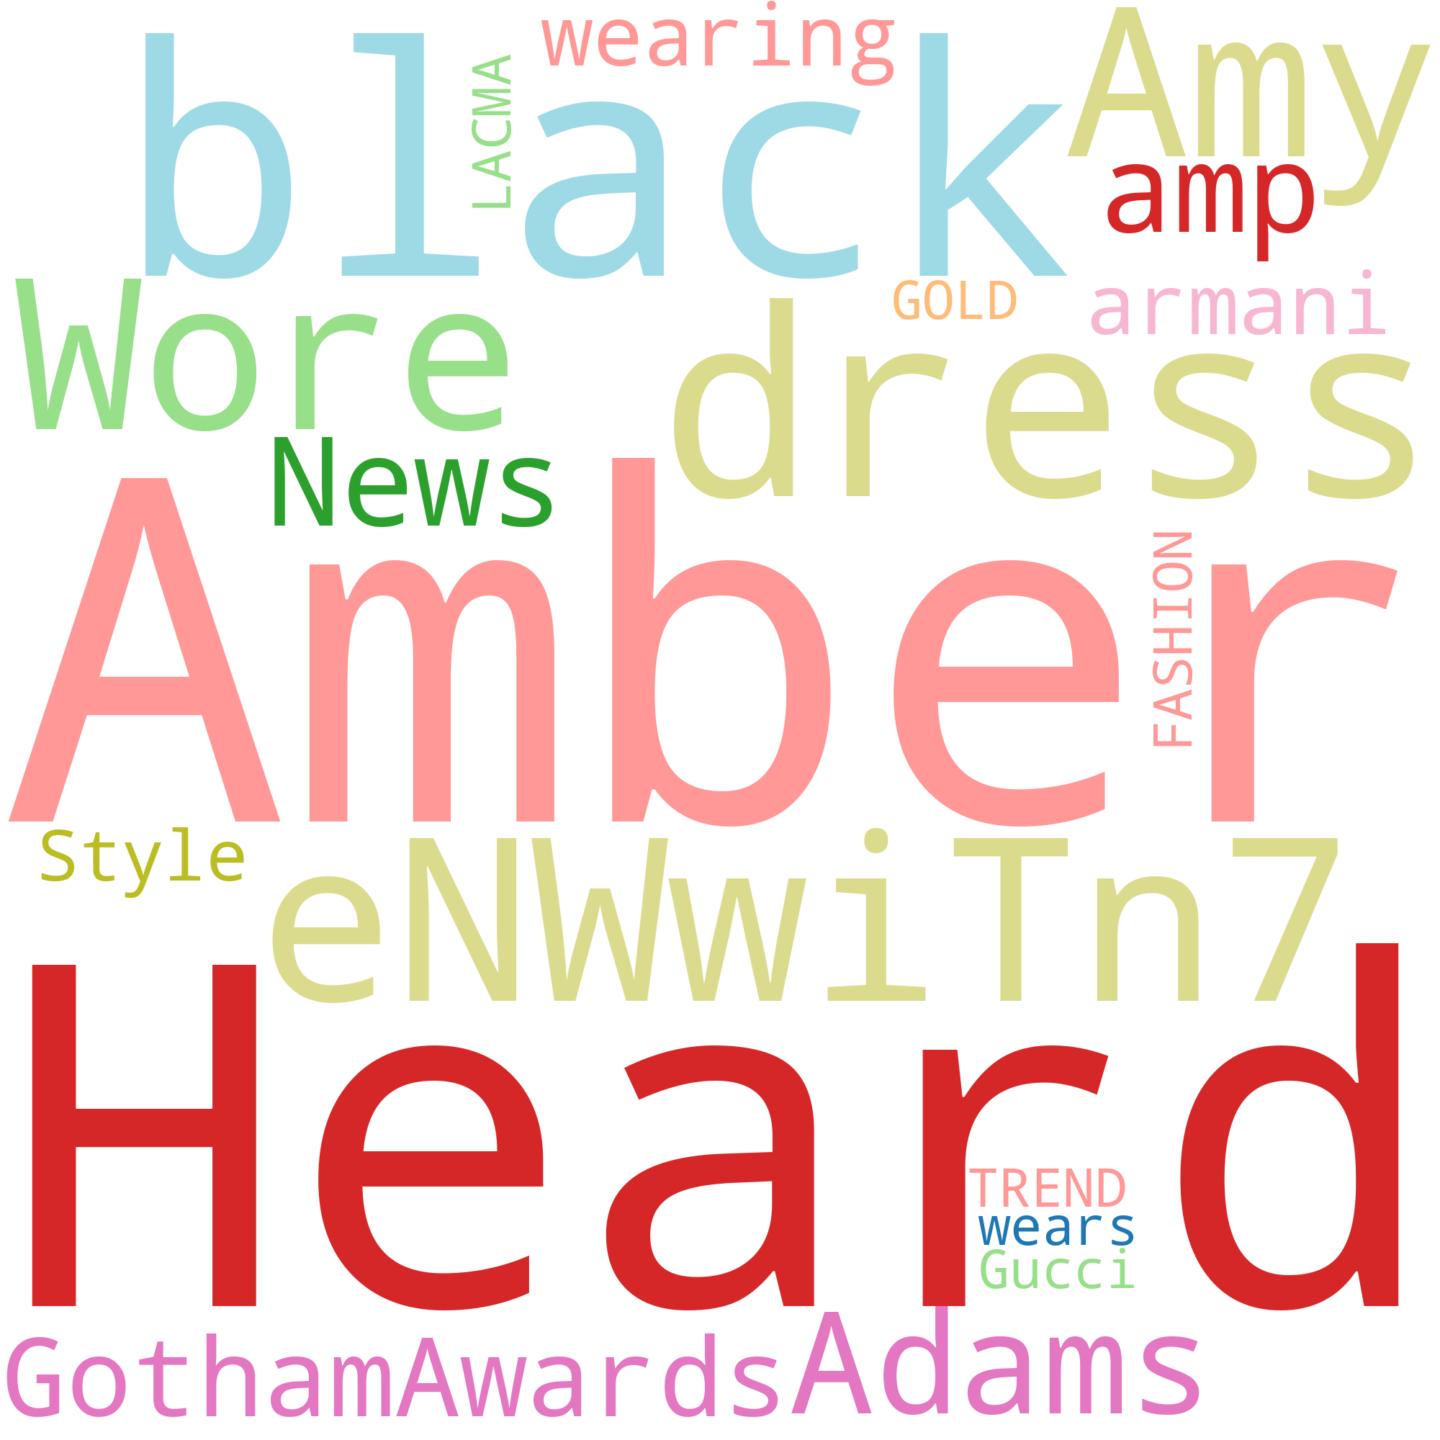 wearing
Amy
black
LACMA
amp
Wore
GOLD
armani
dress
News
Amber
FASHION
Style
eNWwiTn7
Heard
TREND
wears
Gucci
GothamAwards
Adams